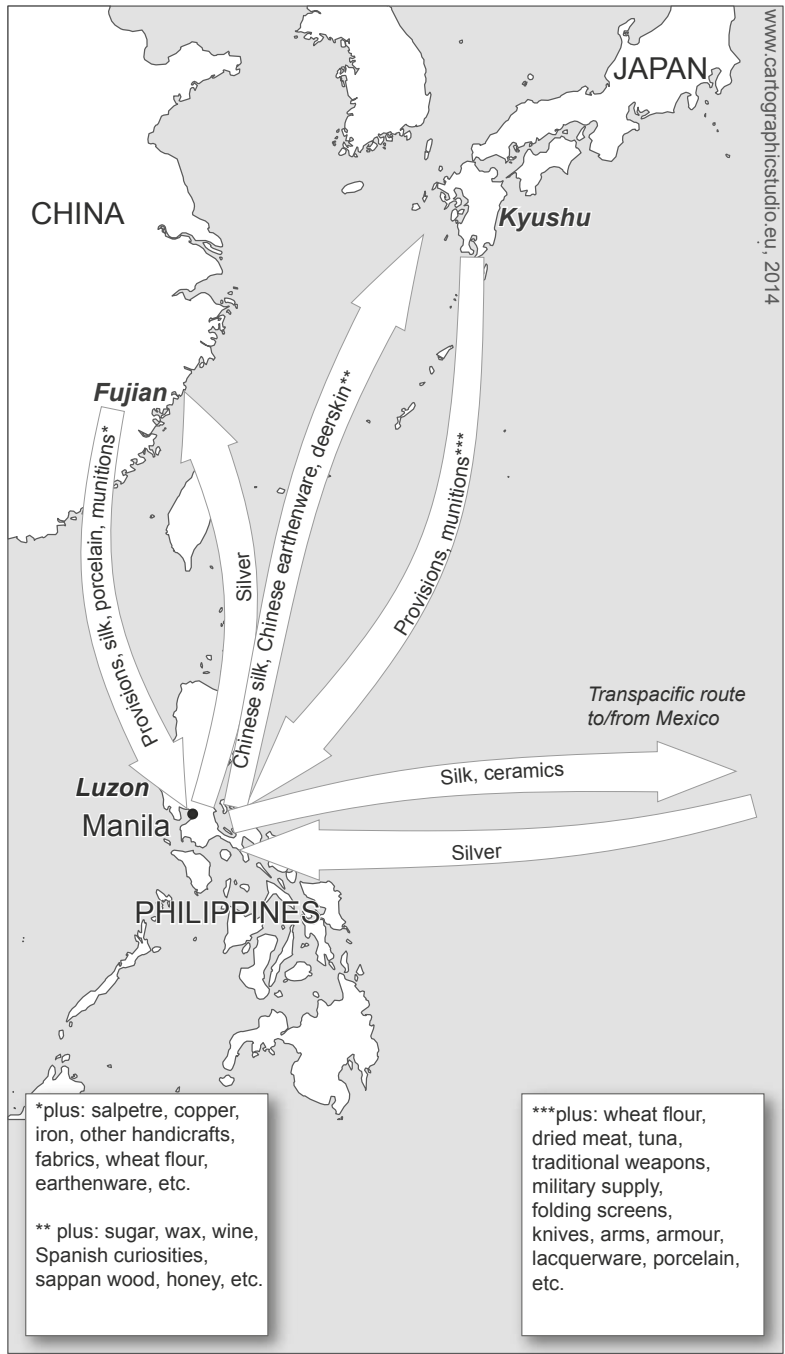 www.cartographicstudio.eu, 2014
JAPAN
CHINA
Kyushu
Fujian
Provisions, silk, porcelain, munitions*
Silver
Chinese silk, Chinese earthenware, deerskin**
Provisions, munitions***
Transpacific route
to/from Mexico
Silk, ceramics
Silver
Luzon
Manila
PHILIPPINES
*plus: salpetre, copper,
iron, other handicrafts,
fabrics, wheat flour,
earthenware, etc.
** plus: sugar, wax, wine,
Spanish curiosities,
sappan wood, honey, etc.
***plus: wheat flour,
dried meat, tuna,
traditional weapons,
military supply,
folding screens,
knives, arms, armour,
lacquerware, porcelain,
etc.